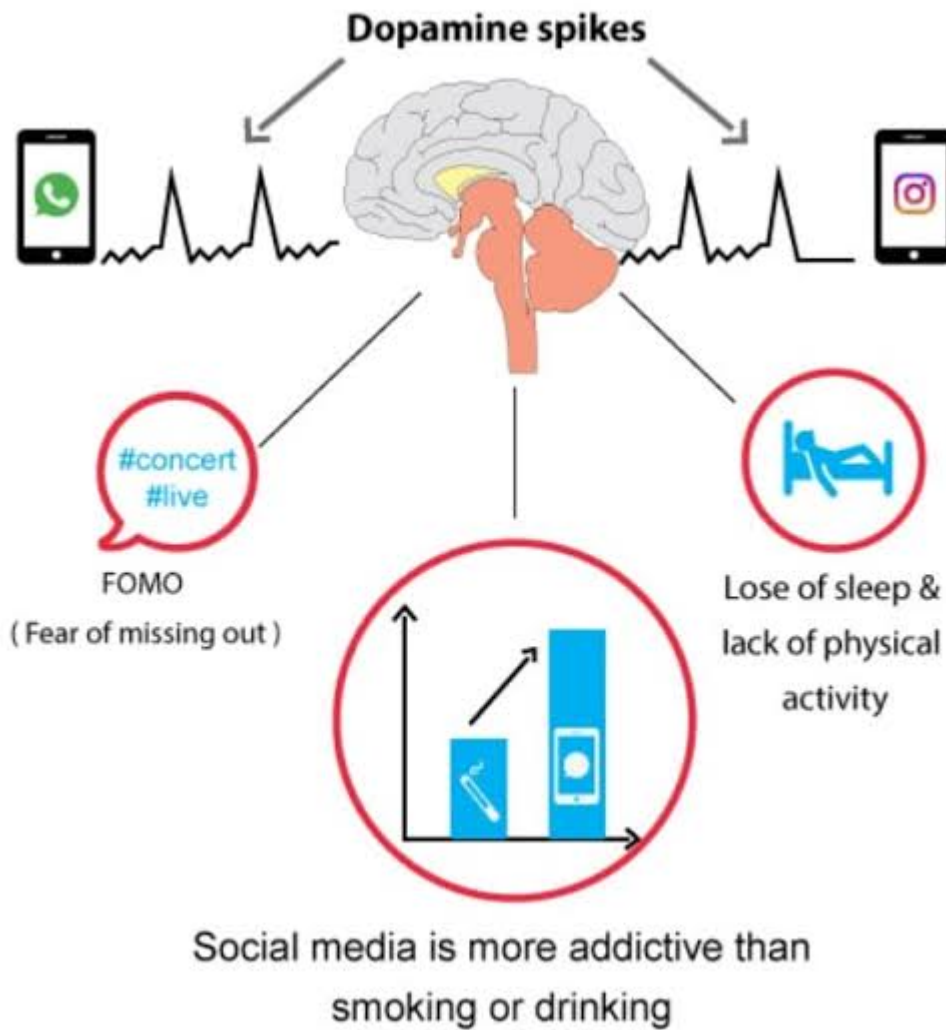 Dopamine spikes
#concert
#live
FOMO
( Fear of missing out )
Lose of sleep &
lack of physical
activity
Social media is more addictive than
smoking or drinking